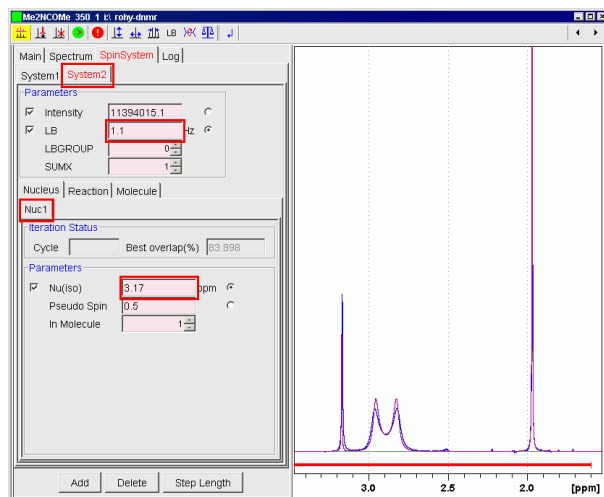 Me2NCOMe 350 1 k:\ rohy-dnmr
LB
Main Spectrum SpinSystem Log
System1 System2
Parameters
Intensity 11394015.1
LB 1.1 Hz
LBGROUP 0
SUMX 1
Nucleus Reaction Molecule
Nuc1
Iteration Status
Cycle Best overlap(%) 83.898
Parameters
Nu(iso) 3.17 ppm
Pseudo Spin 0.5
In Molecule 1
Add Delete Step Length
3.0 2.5 2.0 [ppm]